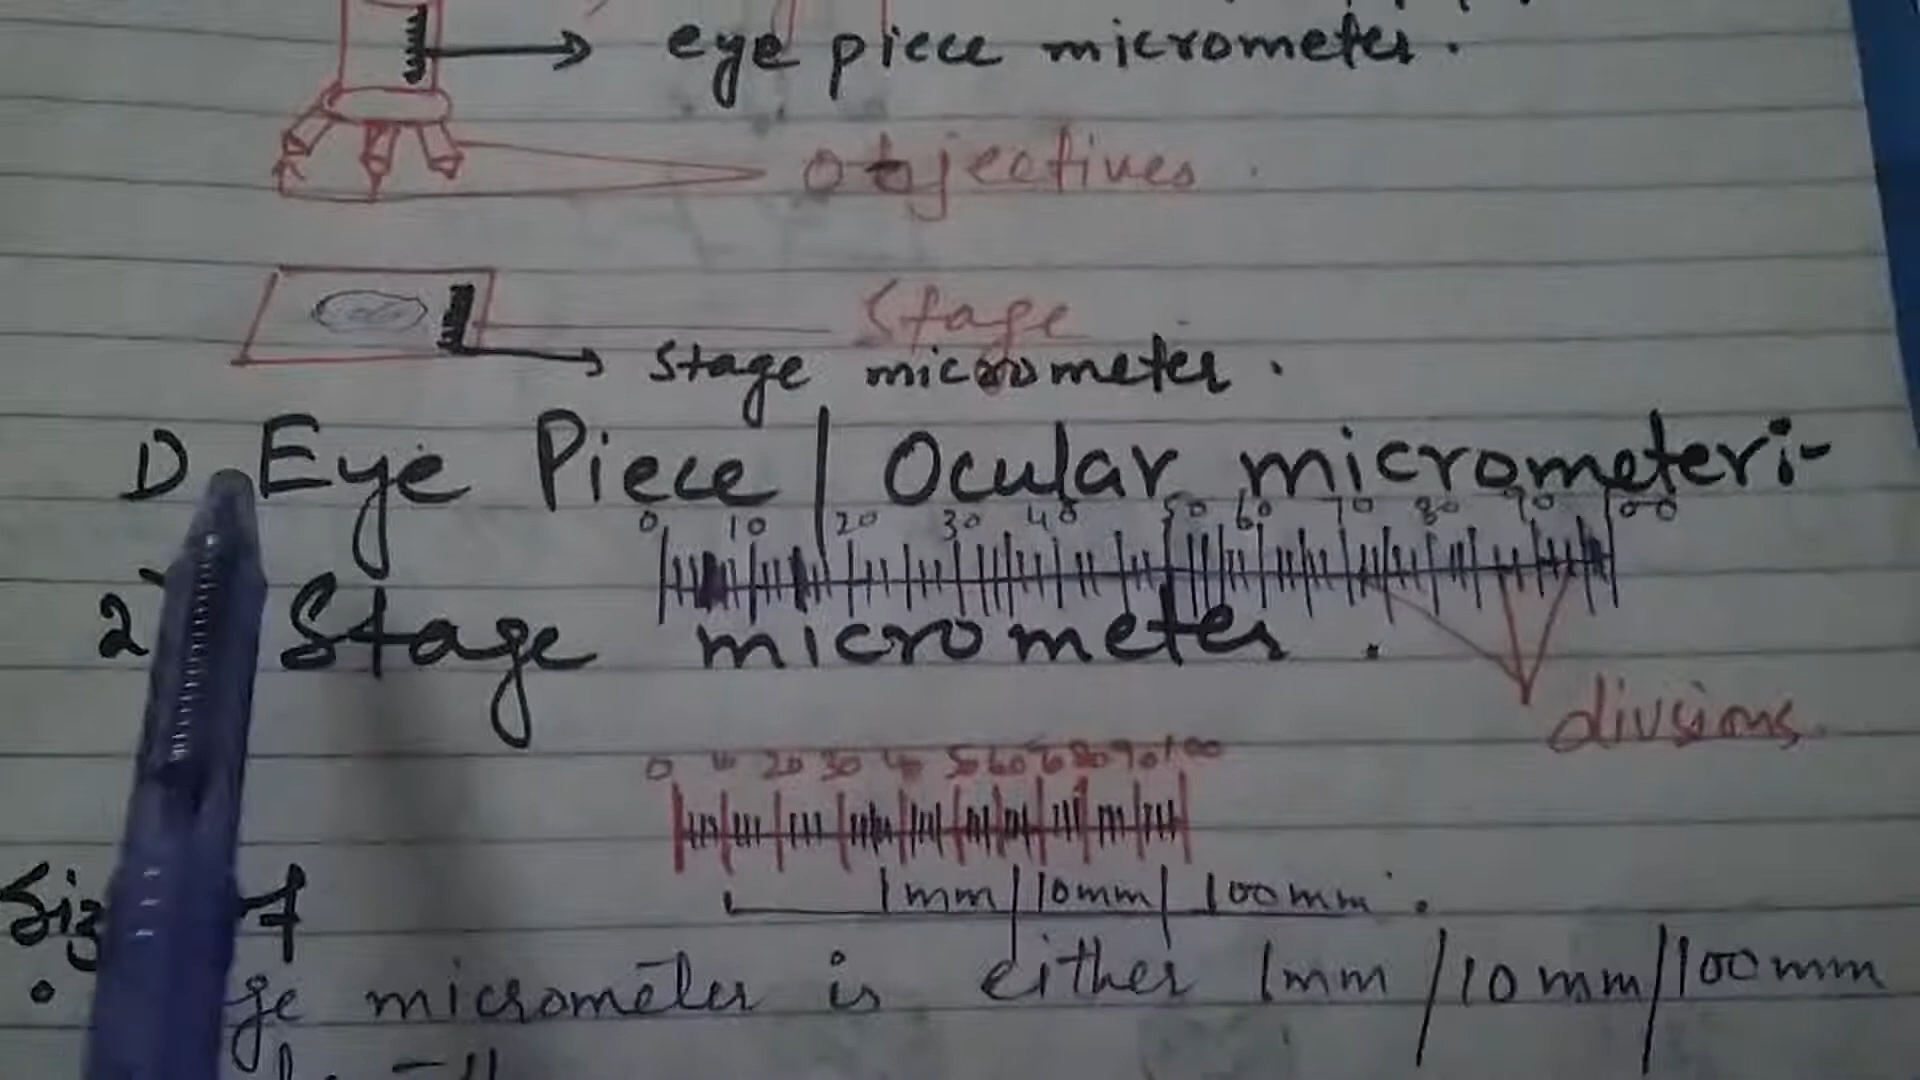 eye piece micrometer.
objectives.
Stage
Stage micrometer.
1) Eye Piece | Ocular micrometer:-
0 10 20 30 40 50 60 70 80 90 100
2 Stage micrometer.
divsions.
0 10 20 30 40 50 60 80 90 100
1mm | 10mm | 100mm.
micrometer is either 1mm / 10mm / 100mm